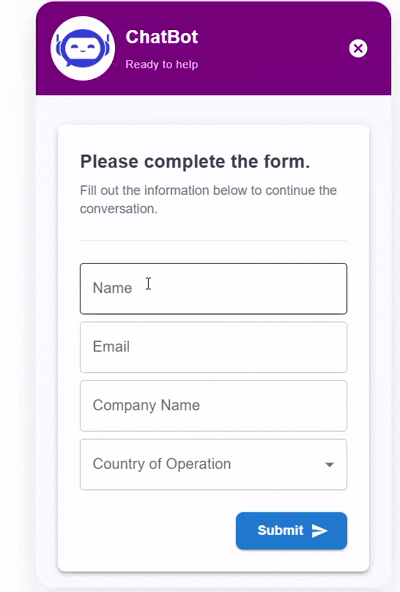 ChatBot
Ready to help
Please complete the form.
Fill out the information below to continue the
conversation.
Name
Email
Company Name
Country of Operation
Submit